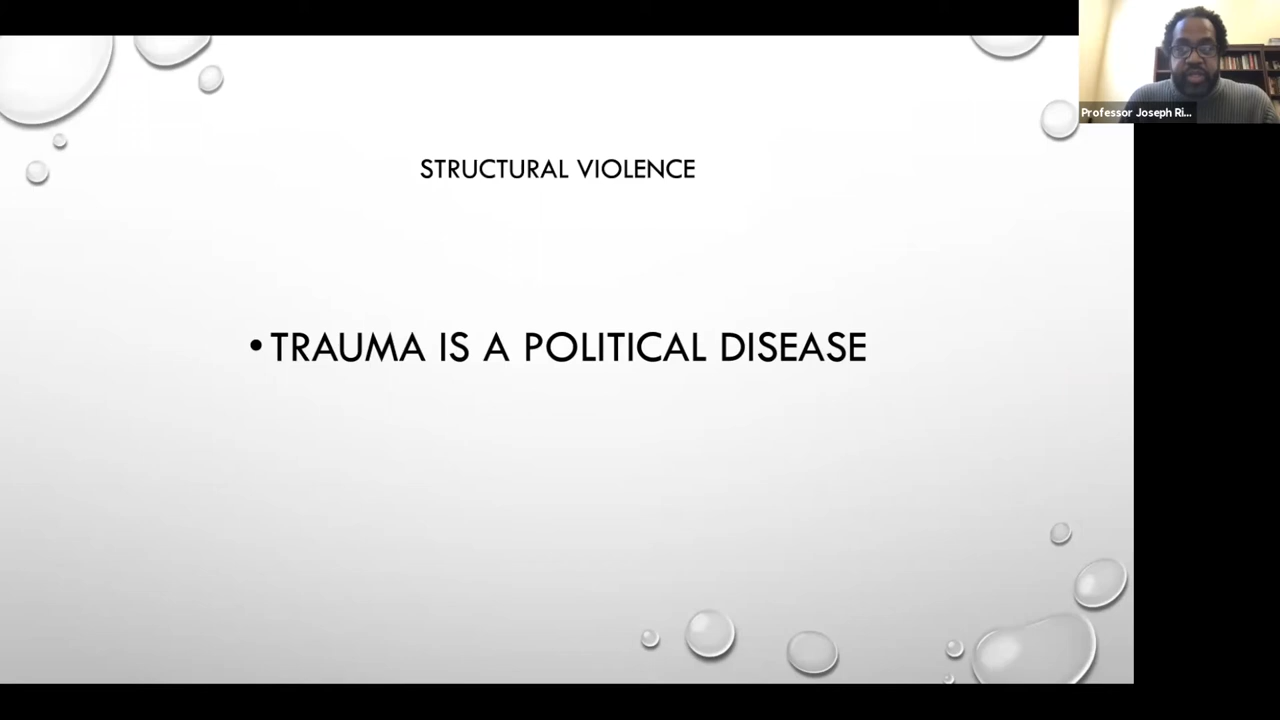 Professor Joseph Ri...
STRUCTURAL VIOLENCE
• TRAUMA IS A POLITICAL DISEASE